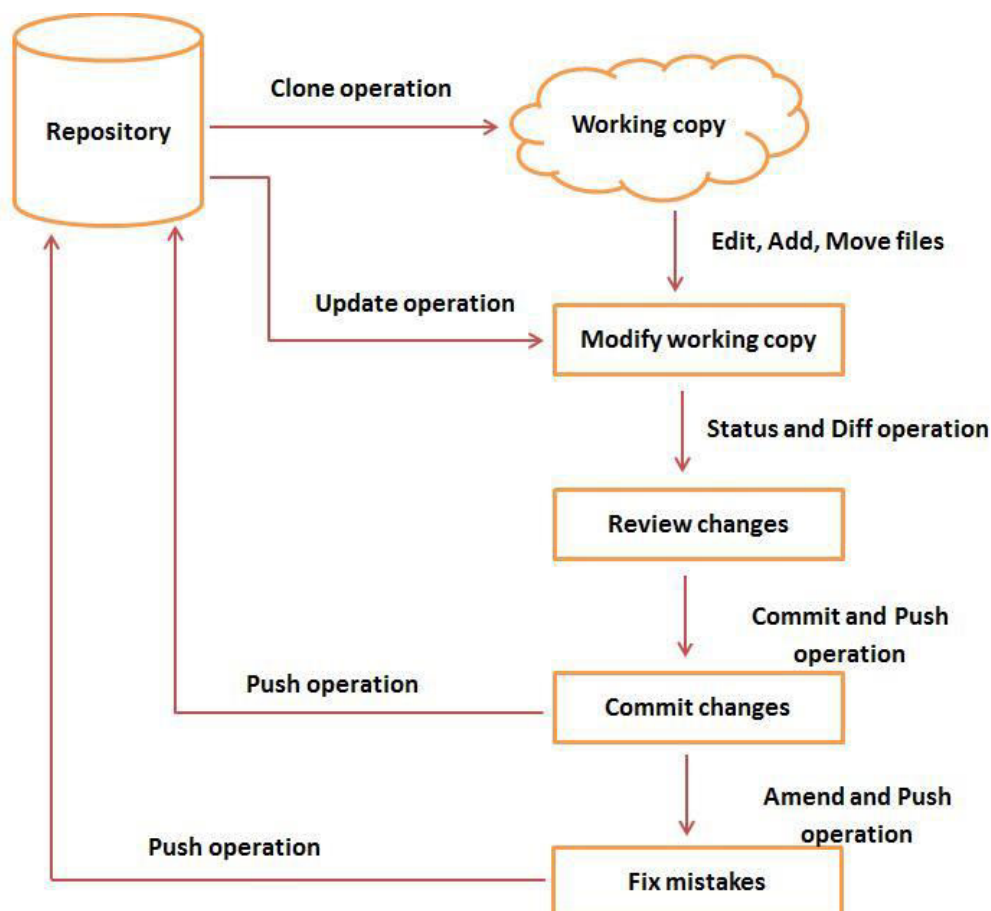 Clone operation
Repository
Working copy
Edit, Add, Move files
Update operation
Modify working copy
Status and Diff operation
Review changes
Commit and Push
operation
Push operation
Commit changes
Amend and Push
operation
Push operation
Fix mistakes